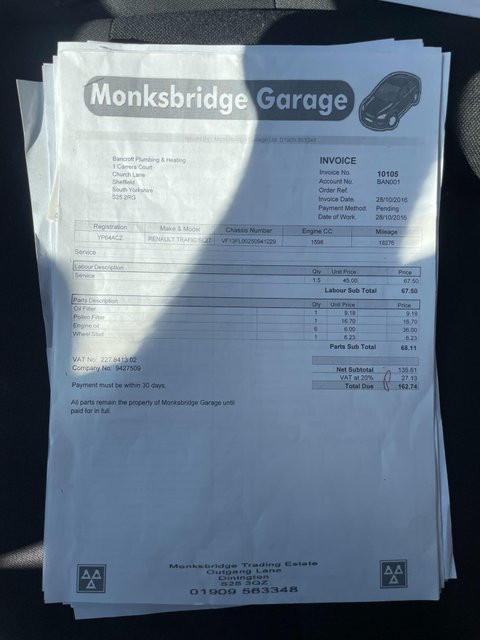 Monksbridge Garage
Bancroft Plumbing & Heating
1 Carrera Court
Church Lane
Sheffield
South Yorkshire
S25 2RG
INVOICE
Invoice No. 10105
Account No. BAN001
Order Ref.
Invoice Date. 28/10/2016
Payment Method. Pending
Date of Work. 28/10/2016
Registration Make & Model Chassis Number Engine CC Mileage
YP64ACZ RENAULT TRAFIC SL27 VF13FL00250941229 1598 18276
Service
Labour Description Qty Unit Price Price
Service 1.5 45.00 67.50
Labour Sub Total 67.50
Parts Description Qty Unit Price Price
Oil Filter 1 9.18 9.18
Pollen Filter 1 16.70 16.70
Engine oil 6 6.00 36.00
Wheel Stud 1 6.23 6.23
Parts Sub Total 68.11
VAT No: 227 8413 02
Company No: 9427509
Net Subtotal 135.61
VAT at 20% 27.13
Total Due 162.74
Payment must be within 30 days.
All parts remain the property of Monksbridge Garage until
paid for in full.
Monksbridge Trading Estate
Outgang Lane
Dinington
S25 3QZ
01909 563348